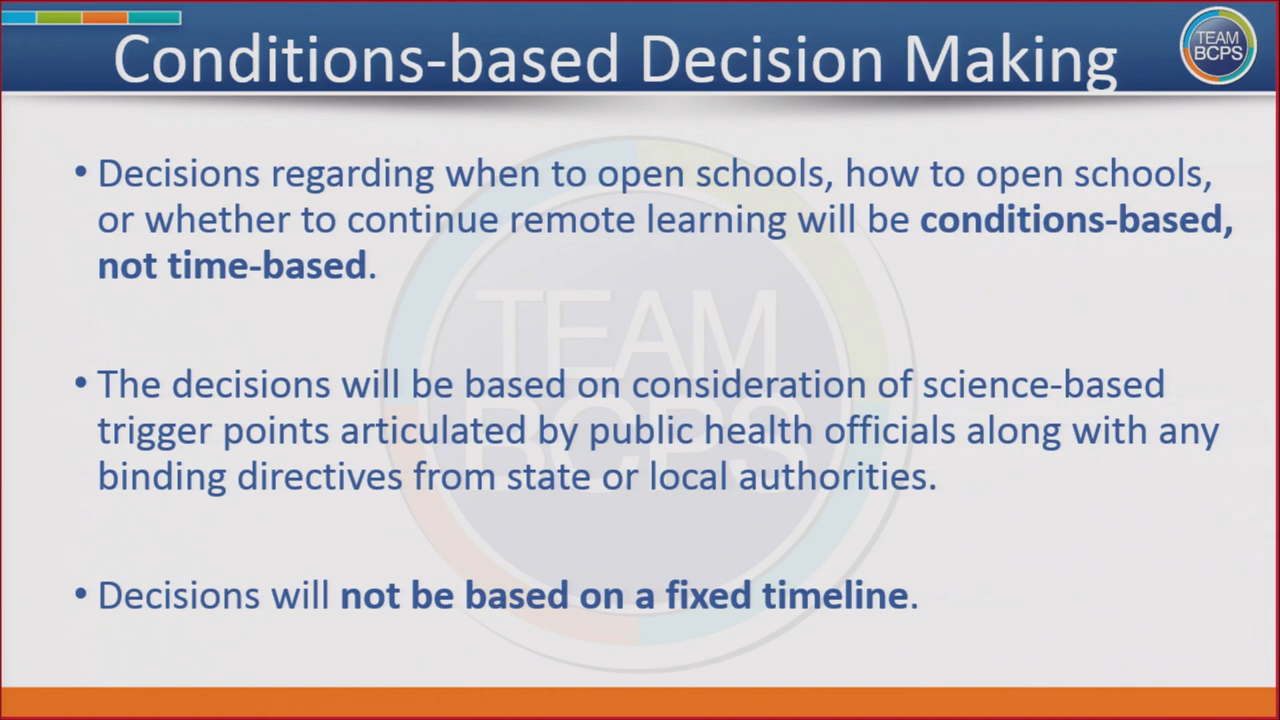 Conditions-based Decision Making
TEAM
BCPS
• Decisions regarding when to open schools, how to open schools,
or whether to continue remote learning will be conditions-based,
not time-based.
• The decisions will be based on consideration of science-based
trigger points articulated by public health officials along with any
binding directives from state or local authorities.
• Decisions will not be based on a fixed timeline.
TEAM
BCPS